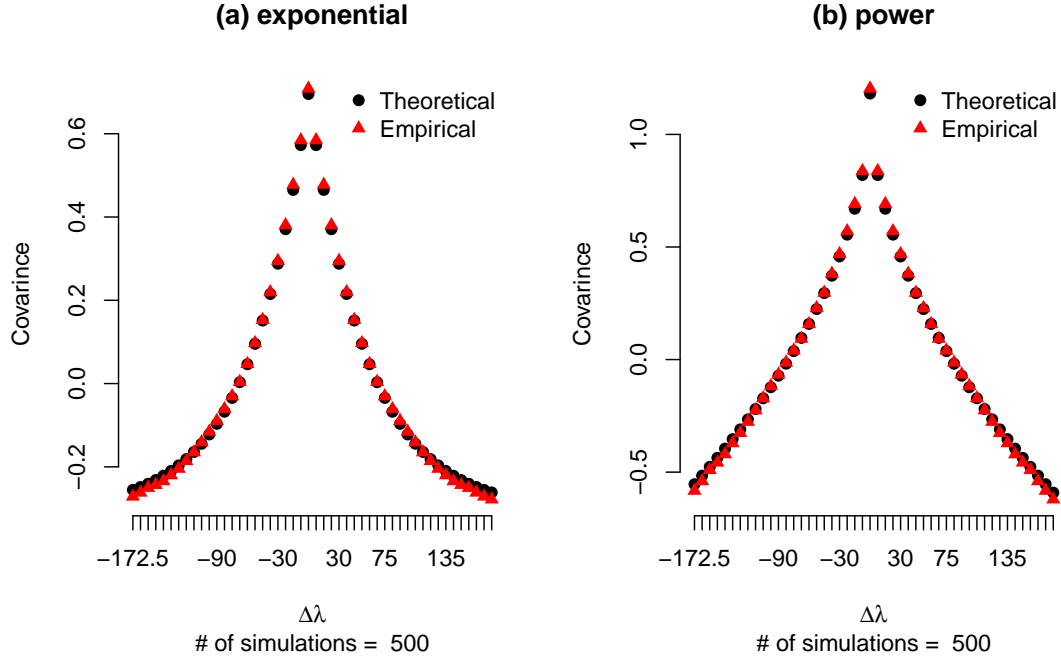 (a) exponential
Theoretical
Empirical
Covarince
0.6
0.4
0.2
0.0
−0.2
−172.5 −90 −30 30 75 135
Δλ
# of simulations = 500
(b) power
Theoretical
Empirical
Covarince
1.0
0.5
0.0
−0.5
−172.5 −90 −30 30 75 135
Δλ
# of simulations = 500